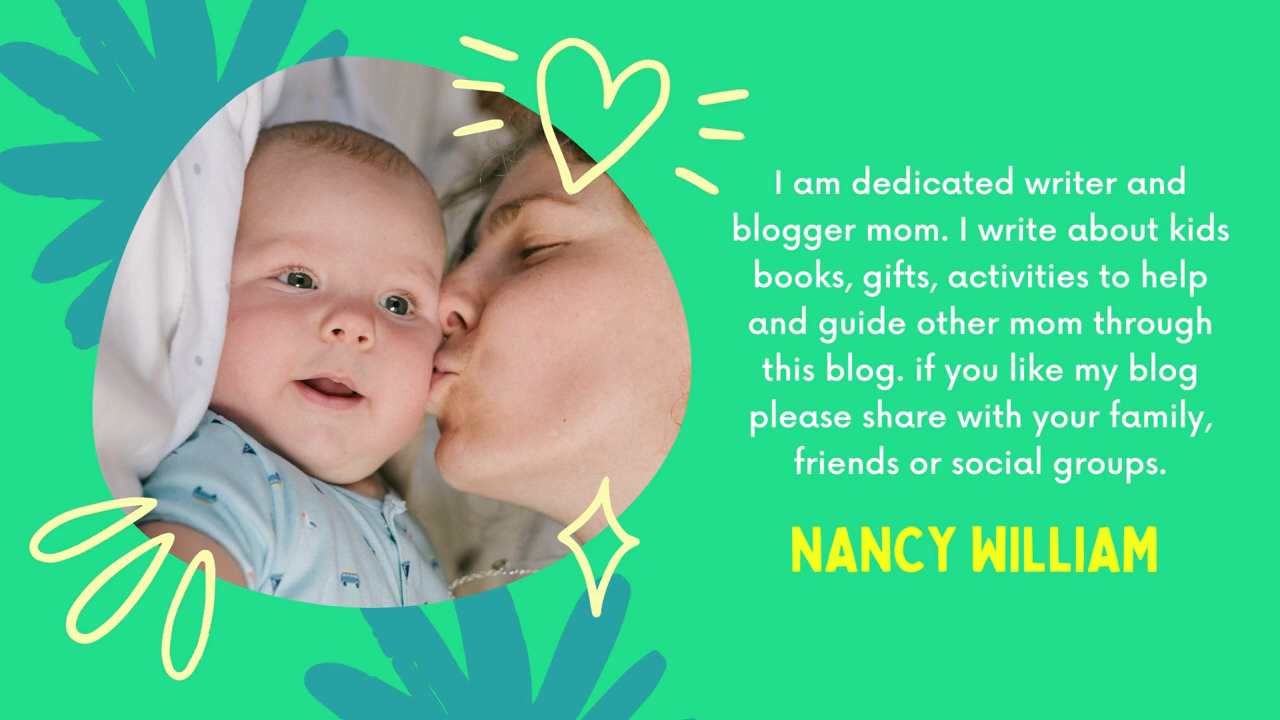 I am dedicated writer and
blogger mom. I write about kids
books, gifts, activities to help
and guide other mom through
this blog. if you like my blog
please share with your family,
friends or social groups.
NANCY WILLIAM